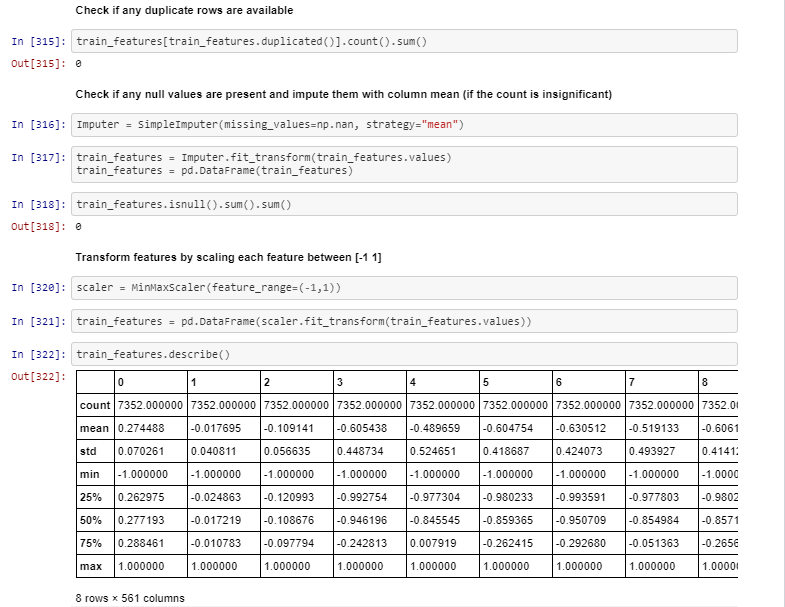 Check if any duplicate rows are available
In [315]: train_features[train_features.duplicated()].count().sum()
Out[315]: 0
Check if any null values are present and impute them with column mean (if the count is insignificant)
In [316]: Imputer = SimpleImputer(missing_values=np.nan, strategy="mean")
In [317]: train_features = Imputer.fit_transform(train_features.values)
train_features = pd.DataFrame(train_features)
In [318]: train_features.isnull().sum().sum()
Out[318]: 0
Transform features by scaling each feature between [-1 1]
In [320]: scaler = MinMaxScaler(feature_range=(-1,1))
In [321]: train_features = pd.DataFrame(scaler.fit_transform(train_features.values))
In [322]: train_features.describe()
Out[322]:
0 1 2 3 4 5 6 7 8
count 7352.000000 7352.000000 7352.000000 7352.000000 7352.000000 7352.000000 7352.000000 7352.000000 7352.0
mean 0.274488 -0.017695 -0.109141 -0.605438 -0.489659 -0.604754 -0.630512 -0.519133 -0.6061
std 0.070261 0.040811 0.056635 0.448734 0.524651 0.418687 0.424073 0.493927 0.4141
min -1.000000 -1.000000 -1.000000 -1.000000 -1.000000 -1.000000 -1.000000 -1.000000 -1.0000
25% 0.262975 -0.024863 -0.120993 -0.992754 -0.977304 -0.980233 -0.993591 -0.977803 -0.9802
50% 0.277193 -0.017219 -0.108676 -0.946196 -0.845545 -0.859365 -0.950709 -0.854984 -0.8571
75% 0.288461 -0.010783 -0.097794 -0.242813 0.007919 -0.262415 -0.292680 -0.051363 -0.2656
max 1.000000 1.000000 1.000000 1.000000 1.000000 1.000000 1.000000 1.000000 1.0000
8 rows × 561 columns